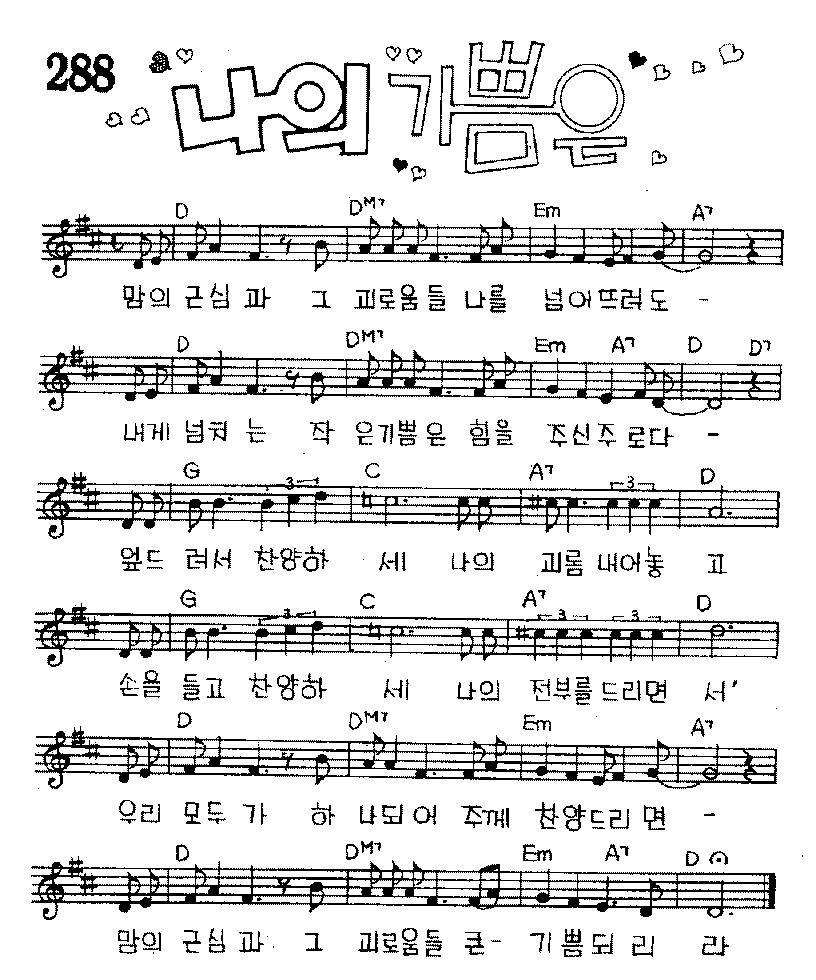 288 나의 기쁨은
D DM7 Em A7
맘의 근심 과 그 괴로움들 나를 넘어뜨려도 -
D DM7 Em A7 D D7
내게 넘쳐 는 작 은기쁨은 힘을 주신주 로다 -
G 3 C A7 3 D
엎드 려서 찬양하 세 나의 괴롬 내어놓 고
G 3 C A7 3 3 D
손을 들고 찬양하 세 나의 전부를 드리면 서'
D DM7 Em A7
우리 모두 가 하 나되 어 주께 찬양드리 면 -
D DM7 Em A7 D
맘의 근심 과 그 괴로움들 큰- 기 쁨되 리 라